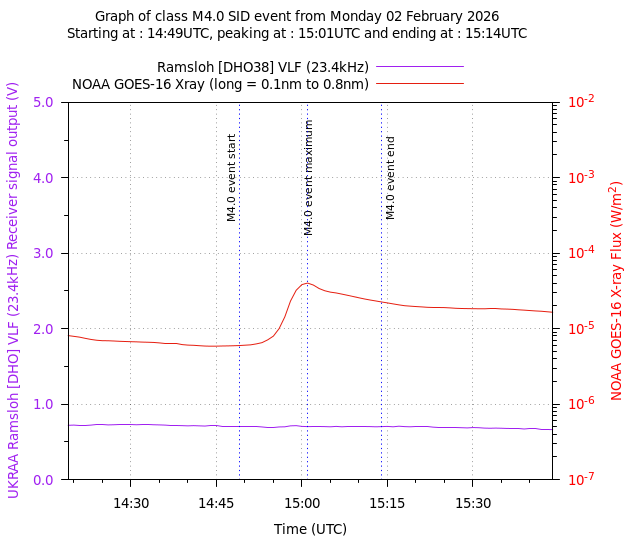 Graph of class M4.0 SID event from Monday 02 February 2026
Starting at : 14:49UTC, peaking at : 15:01UTC and ending at : 15:14UTC
Ramsloh [DHO38] VLF (23.4kHz)
NOAA GOES-16 Xray (long = 0.1nm to 0.8nm)
UKRAA Ramsloh [DHO] VLF (23.4kHz) Receiver signal output (V)
5.0
4.0
3.0
2.0
1.0
0.0
M4.0 event start
M4.0 event maximum
M4.0 event end
10-2
10-3
10-4
10-5
10-6
10-7
NOAA GOES-16 X-ray Flux (W/m2)
14:30 14:45 15:00 15:15 15:30
Time (UTC)